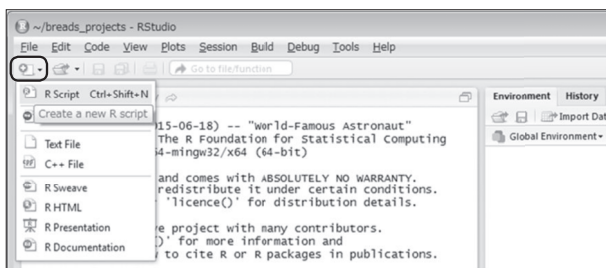 ~/breads_projects - RStudio
File Edit Code View Plots Session Buld Debug Tools Help
Go to file/function
R Script Ctrl+Shift+N
Create a new R script
Text File
C++ File
R Sweave
R HTML
R Presentation
R Documentation
15-06-18) -- "World-Famous Astronaut"
The R Foundation for Statistical Computing
4-mingw32/x64 (64-bit)
and comes with ABSOLUTELY NO WARRANTY.
redistribute it under certain conditions.
'licence()' for distribution details.
e project with many contributors.
)' for more information and
to cite R or R packages in publications.
Environment History
Import Dat
Global Environment